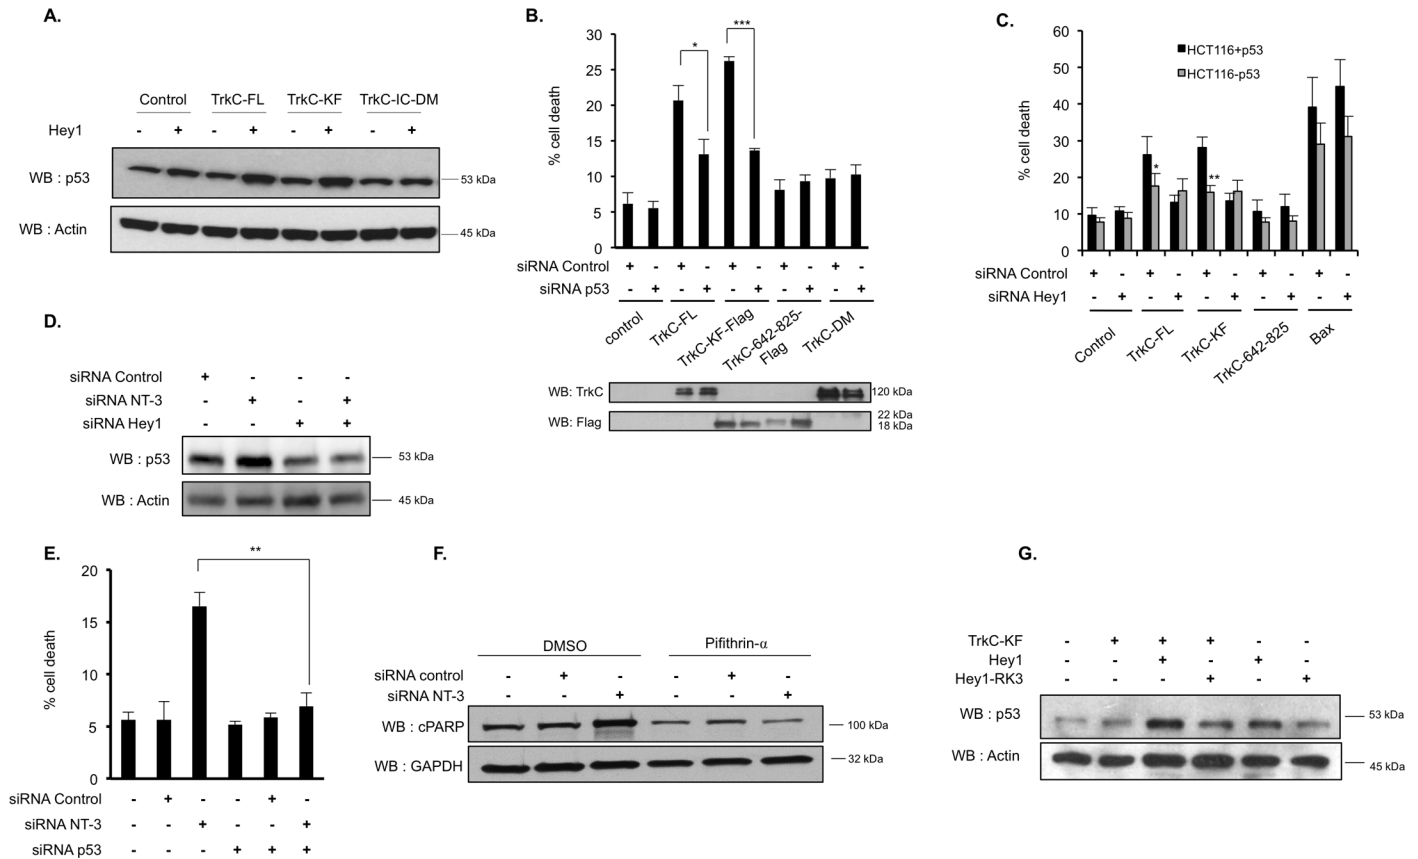 A.
Control TrkC-FL TrkC-KF TrkC-IC-DM
Hey1 - + - + - + - +
WB : p53 53 kDa
WB : Actin 45 kDa
B.
% cell death
30
25
20
15
10
5
0
* ***
siRNA Control + - + - + - + - + -
siRNA p53 - + - + - + - + - +
control TrkC-FL TrkC-KF-Flag TrkC-642-825-Flag TrkC-DM
WB: TrkC 120 kDa
WB: Flag 22 kDa
18 kDa
C.
% cell death
60
50
40
30
20
10
0
HCT116+p53
HCT116-p53
* **
siRNA Control + - + - + - + - + -
siRNA Hey1 - + - + - + - + - +
Control TrkC-FL TrkC-KF TrkC-642-825 Bax
D.
siRNA Control + - - -
siRNA NT-3 - + - +
siRNA Hey1 - - + +
WB : p53 53 kDa
WB : Actin 45 kDa
E.
% cell death
20
15
10
5
0
**
siRNA Control - + - - + -
siRNA NT-3 - - + - - +
siRNA p53 - - - + + +
F.
DMSO Pifithrin-α
siRNA control - + - - + -
siRNA NT-3 - - + - - +
WB : cPARP 100 kDa
WB : GAPDH 32 kDa
G.
TrkC-KF - + + + - -
Hey1 - - + - + -
Hey1-RK3 - - - + - +
WB : p53 53 kDa
WB : Actin 45 kDa